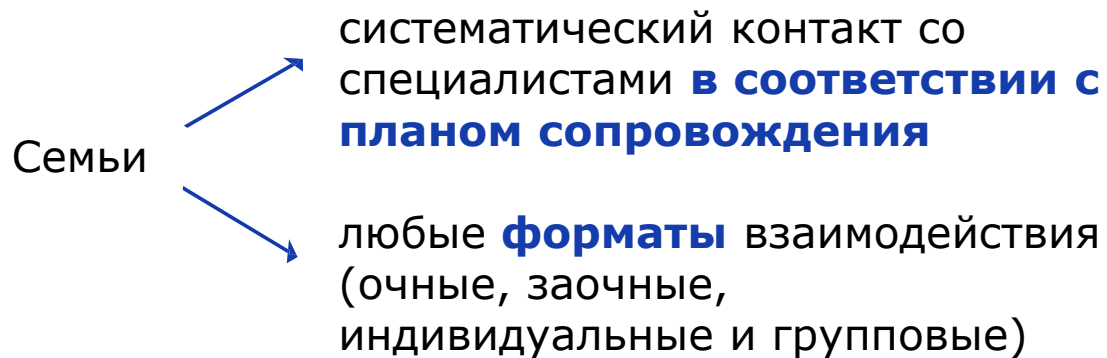 Семьи
систематический контакт со
специалистами в соответствии с
планом сопровождения
любые форматы взаимодействия
(очные, заочные,
индивидуальные и групповые)